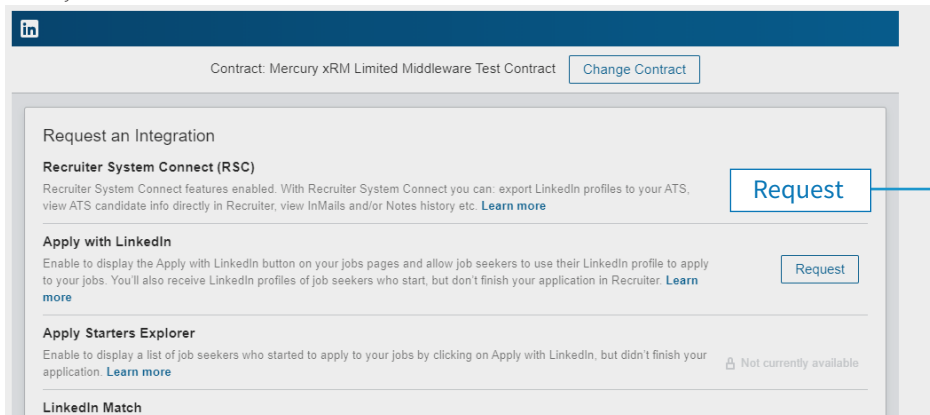 in
Contract: Mercury xRM Limited Middleware Test Contract Change Contract
Request an Integration
Recruiter System Connect (RSC)
Recruiter System Connect features enabled. With Recruiter System Connect you can: export LinkedIn profiles to your ATS,
view ATS candidate info directly in Recruiter, view InMails and/or Notes history etc. Learn more
Request
Apply with LinkedIn
Enable to display the Apply with LinkedIn button on your jobs pages and allow job seekers to use their LinkedIn profile to apply
to your jobs. You'll also receive LinkedIn profiles of job seekers who start, but don't finish your application in Recruiter. Learn
more
Request
Apply Starters Explorer
Enable to display a list of job seekers who started to apply to your jobs by clicking on Apply with LinkedIn, but didn't finish your
application. Learn more
Not currently available
LinkedIn Match